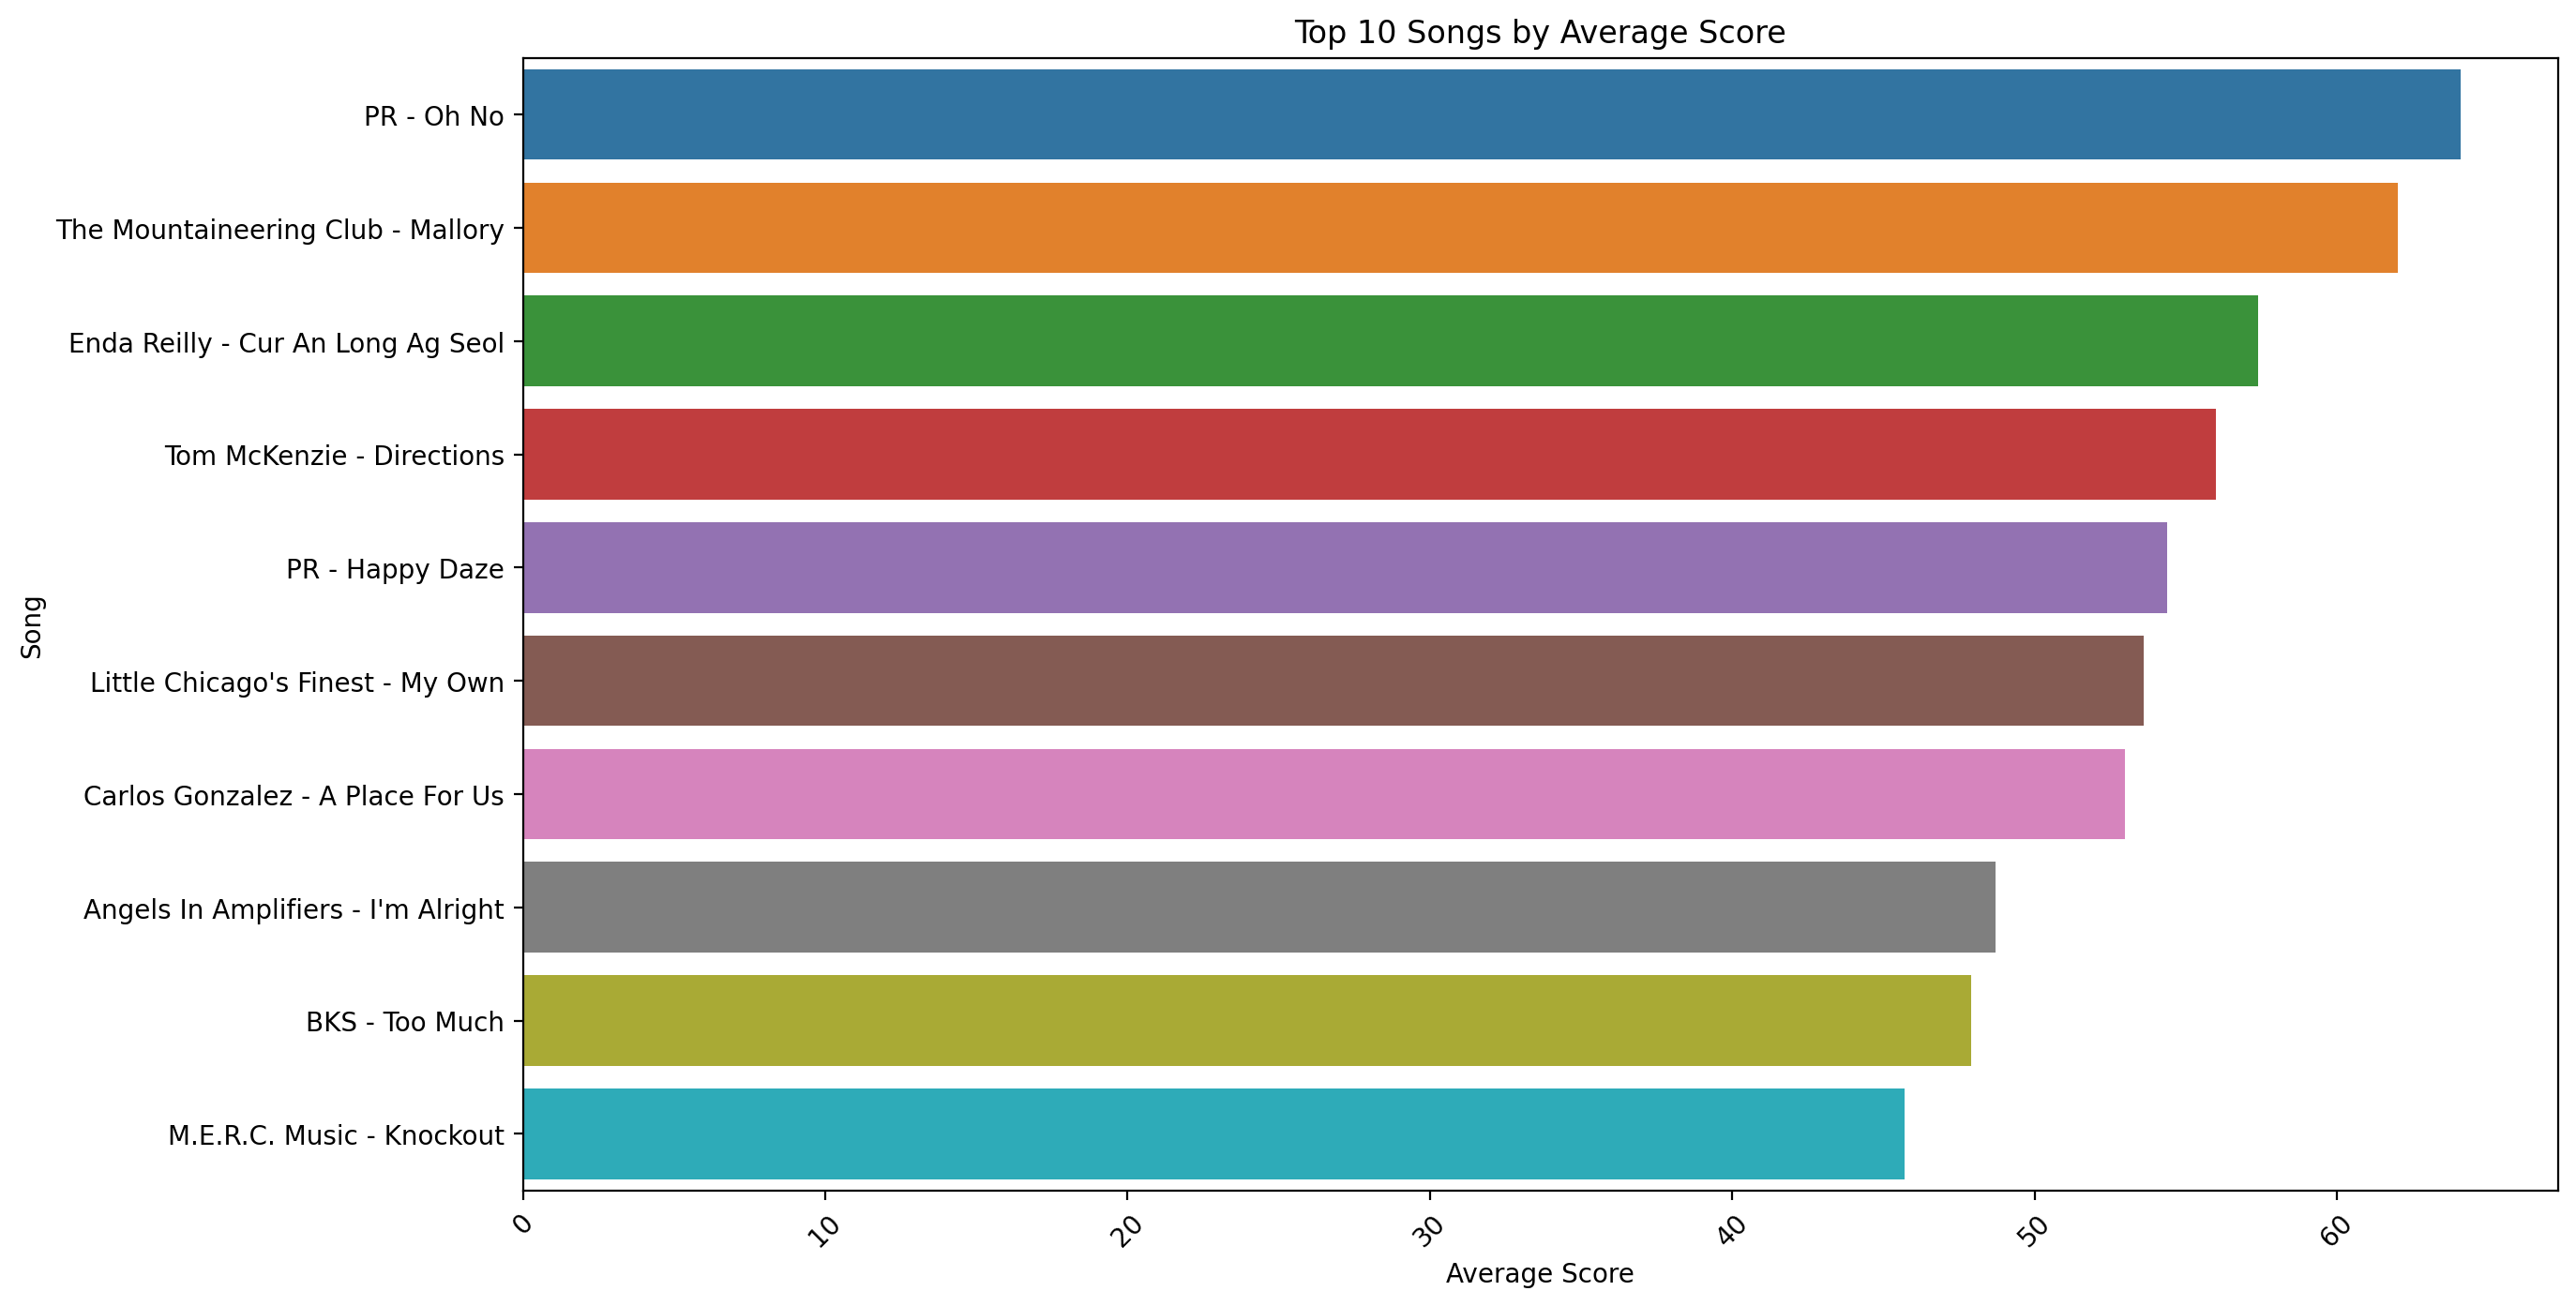 Top 10 Songs by Average Score
PR - Oh No
The Mountaineering Club - Mallory
Enda Reilly - Cur An Long Ag Seol
Tom McKenzie - Directions
PR - Happy Daze
Little Chicago's Finest - My Own
Carlos Gonzalez - A Place For Us
Angels In Amplifiers - I'm Alright
BKS - Too Much
M.E.R.C. Music - Knockout
Song
0 10 20 30 40 50 60
Average Score